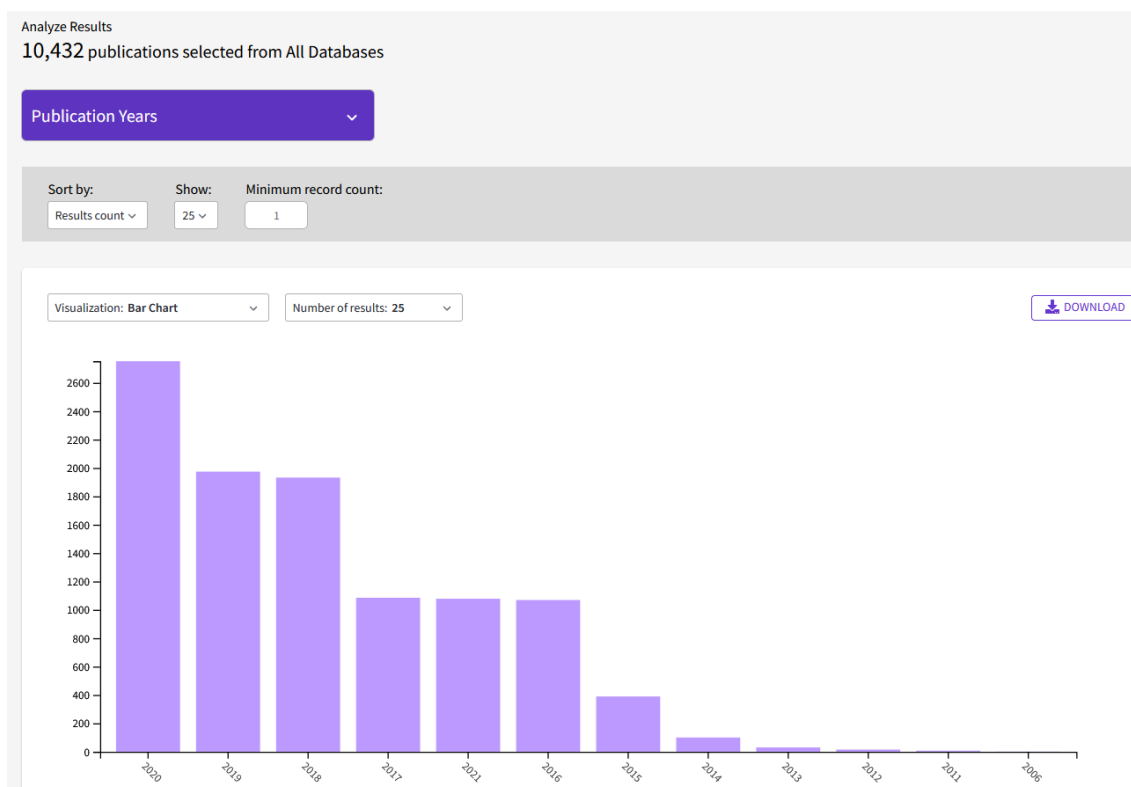 Analyze Results
10,432 publications selected from All Databases
Publication Years
Sort by: Show: Minimum record count:
Results count 25 1
Visualization: Bar Chart Number of results: 25 DOWNLOAD
2600
2400
2200
2000
1800
1600
1400
1200
1000
800
600
400
200
0
2020 2019 2018 2017 2021 2016 2015 2014 2013 2012 2011 2006